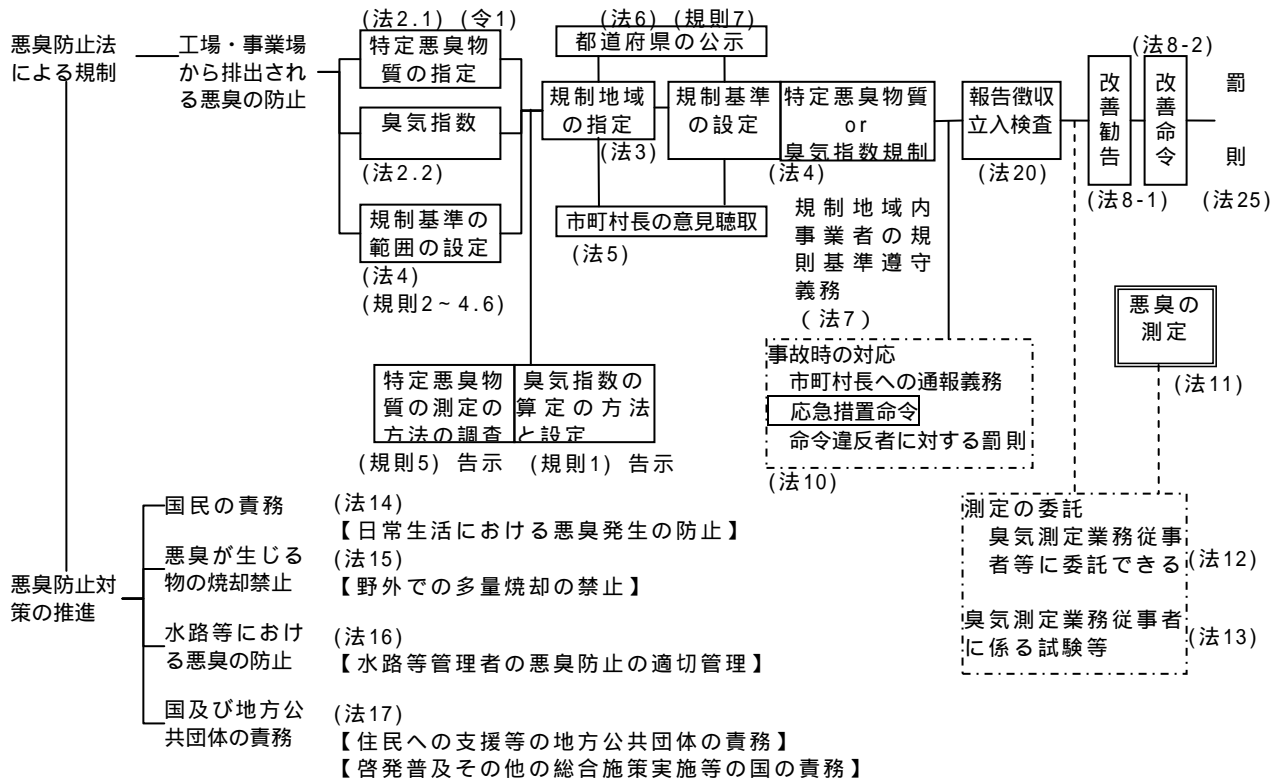 悪臭防止法
による規制
工場・事業場
から排出され
る悪臭の防止
(法2.1) (令1)
特定悪臭物
質の指定
臭気指数
(法2.2)
規制基準の
範囲の設定
(法4)
(規則2～4.6)
(法6) (規則7)
都道府県の公示
規制地域
の指定
(法3)
規制基準
の設定
市町村長の意見聴取
(法5)
特定悪臭物質
or
臭気指数規制
(法4)
規制地域内
事業者の規
則基準遵守
義務
(法7)
報告徴収
立入検査
(法20)
改善勧告
(法8-1)
(法8-2)
改善命令
罰則
(法25)
特定悪臭物
質の測定の
方法の調査
(規則5) 告示
臭気指数の
算定の方法
と設定
(規則1) 告示
事故時の対応
市町村長への通報義務
応急措置命令
命令違反者に対する罰則
(法10)
悪臭の
測定
(法11)
測定の委託
臭気測定業務従事
者等に委託できる
(法12)
臭気測定業務従事者
に係る試験等
(法13)
悪臭防止対
策の推進
国民の責務
(法14)
【日常生活における悪臭発生の防止】
悪臭が生じる
物の焼却禁止
(法15)
【野外での多量焼却の禁止】
水路等におけ
る悪臭の防止
(法16)
【水路等管理者の悪臭防止の適切管理】
国及び地方公
共団体の責務
(法17)
【住民への支援等の地方公共団体の責務】
【啓発普及その他の総合施策実施等の国の責務】